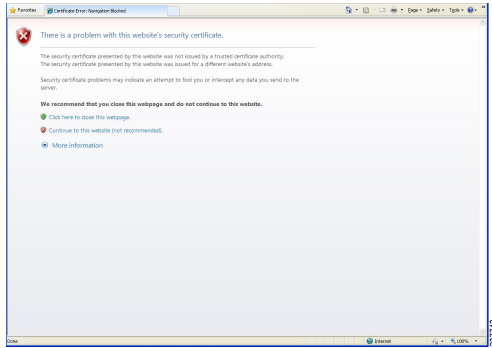 Favorites
Certificate Error: Navigation Blocked
Page Safety Tools
There is a problem with this website's security certificate.
The security certificate presented by this website was not issued by a trusted certificate authority.
The security certificate presented by this website was issued for a different website's address.
Security certificate problems may indicate an attempt to fool you or intercept any data you send to the
server.
We recommend that you close this webpage and do not continue to this website.
Click here to close this webpage.
Continue to this website (not recommended).
More information
Done
Internet
100%